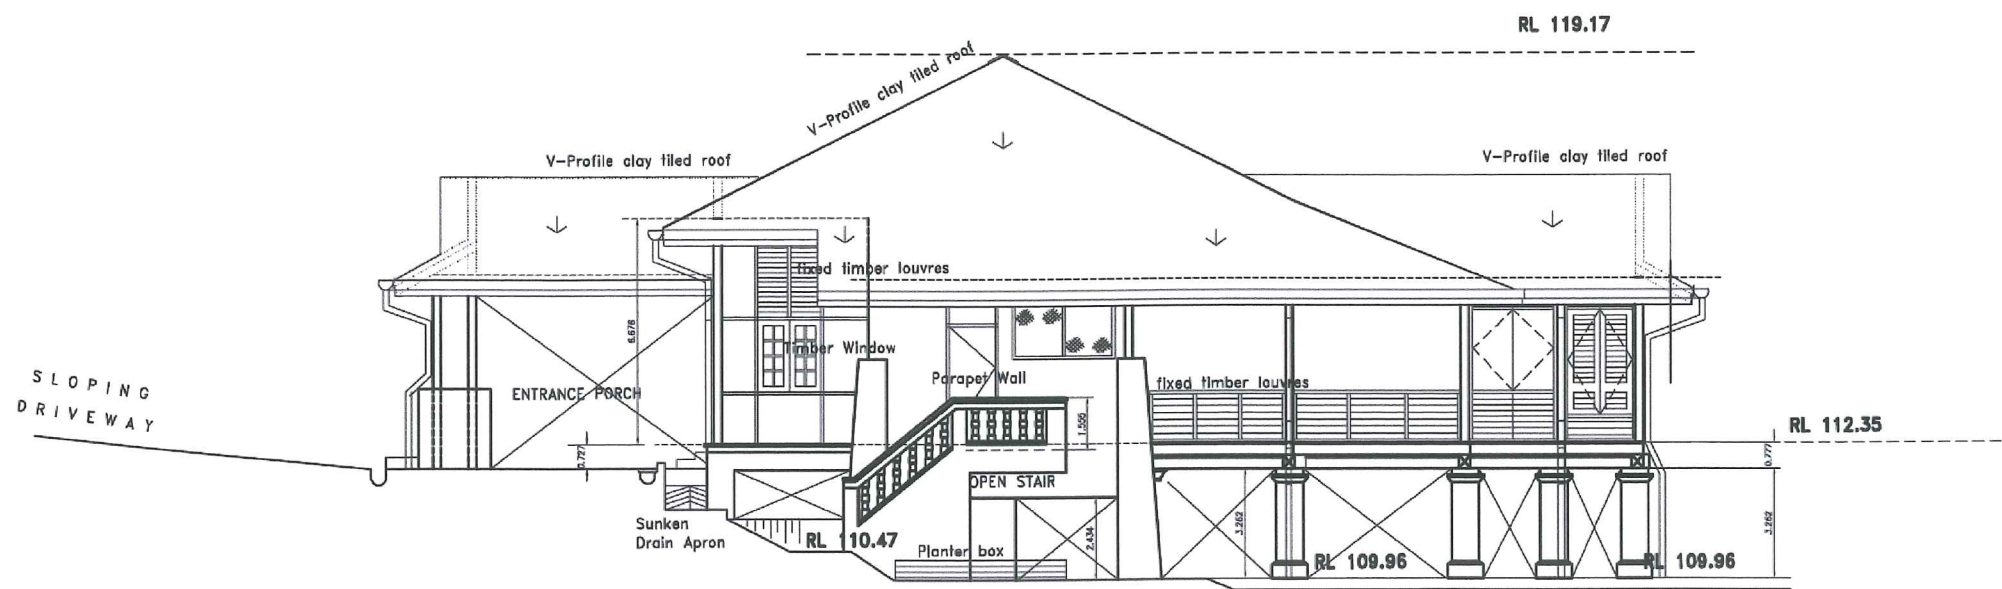 RL 119.17
V-Profile clay tiled roof
V-Profile clay tiled roof
V-Profile clay tiled roof
fixed timber louvres
6.676
Timber Window
SLOPING
DRIVEWAY
ENTRANCE PORCH
Parapet Wall
fixed timber louvres
1.556
RL 112.35
0.727
0.777
OPEN STAIR
Sunken
Drain Apron
RL 110.47
Planter box
2.434
3.262
3.262
RL 109.96
RL 109.96